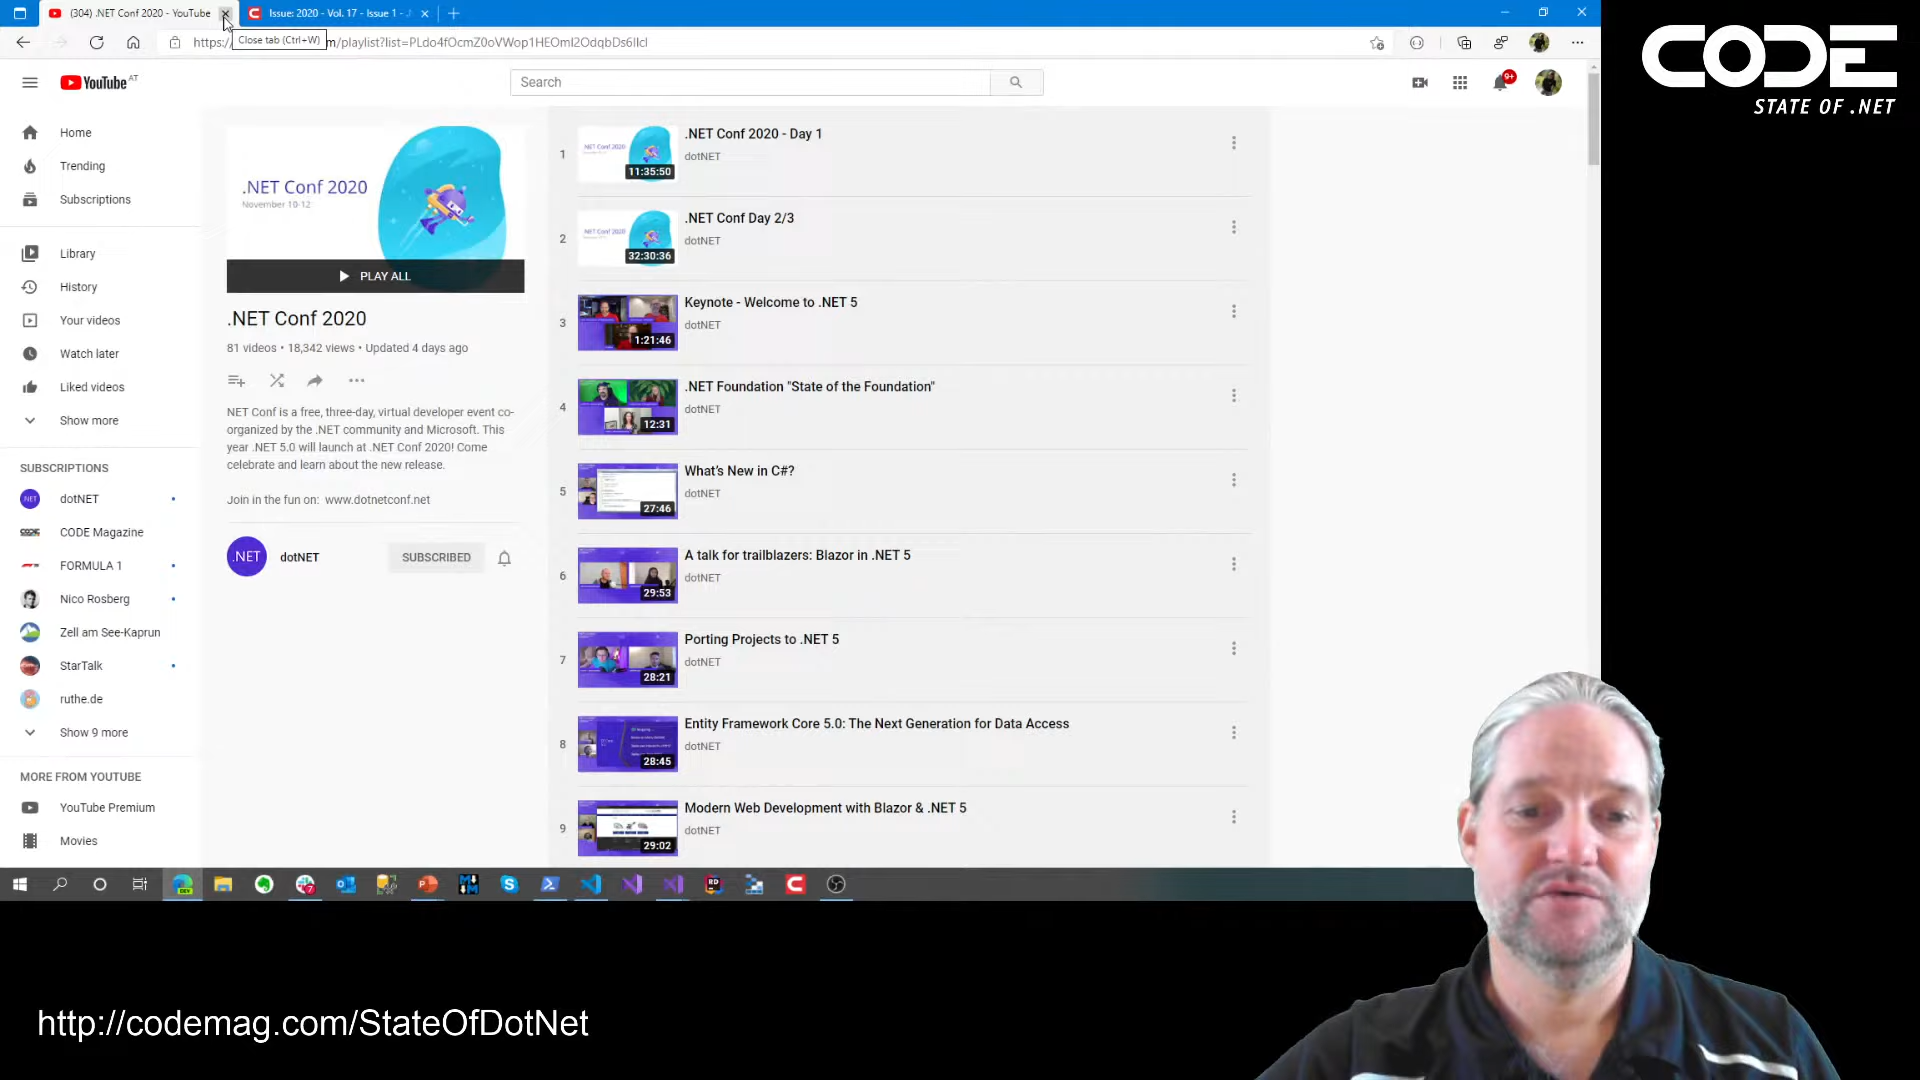 (304) .NET Conf 2020 - YouTube
Issue: 2020 - Vol. 17 - Issue 1 -
Close tab (Ctrl+W)
https:/
m/playlist?list=PLdo4fOcmZ0oVWop1HEOml2OdqbDs6IlcI
YouTube AT
Search
9+
CODE
STATE OF .NET
Home
Trending
Subscriptions
Library
History
Your videos
Watch later
Liked videos
Show more
SUBSCRIPTIONS
dotNET
CODE Magazine
FORMULA 1
Nico Rosberg
Zell am See-Kaprun
StarTalk
ruthe.de
Show 9 more
MORE FROM YOUTUBE
YouTube Premium
Movies
.NET Conf 2020
November 10-12
PLAY ALL
.NET Conf 2020
81 videos • 18,342 views • Updated 4 days ago
NET Conf is a free, three-day, virtual developer event co-
organized by the .NET community and Microsoft. This
year .NET 5.0 will launch at .NET Conf 2020! Come
celebrate and learn about the new release.
Join in the fun on: www.dotnetconf.net
.NET
dotNET
SUBSCRIBED
1
11:35:50
.NET Conf 2020 - Day 1
dotNET
2
32:30:36
.NET Conf Day 2/3
dotNET
3
1:21:46
Keynote - Welcome to .NET 5
dotNET
4
12:31
.NET Foundation "State of the Foundation"
dotNET
5
27:46
What's New in C#?
dotNET
6
29:53
A talk for trailblazers: Blazor in .NET 5
dotNET
7
28:21
Porting Projects to .NET 5
dotNET
8
28:45
Entity Framework Core 5.0: The Next Generation for Data Access
dotNET
9
29:02
Modern Web Development with Blazor & .NET 5
dotNET
http://codemag.com/StateOfDotNet